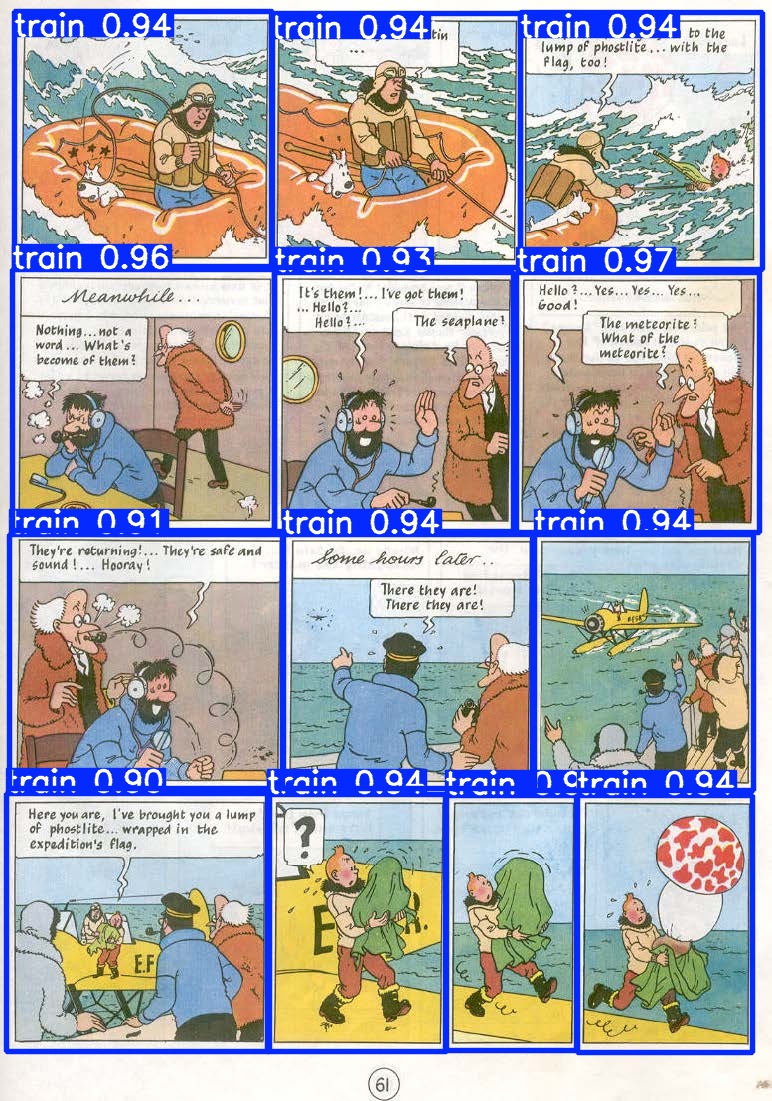 train 0.94
train 0.94
train 0.94
tin
...
to the
lump of phostlite... with the
flag, too!
train 0.96
train 0.93
train 0.97
Meanwhile...
Nothing... not a
word... What's
become of them?
It's them!... I've got them!
... Hello?...
Hello?...
The seaplane?
Hello?... Yes... Yes... Yes...
Good!
The meteorite?
What of the
meteorite?
train 0.91
train 0.94
train 0.94
They're returning!... They're safe and
sound!... Hooray!
Some hours later..
There they are!
There they are!
train 0.90
train 0.94
train 0.9
train 0.94
Here you are, I've brought you a lump
of phostlite... wrapped in the
expedition's flag.
E.F
?
E. R.
61